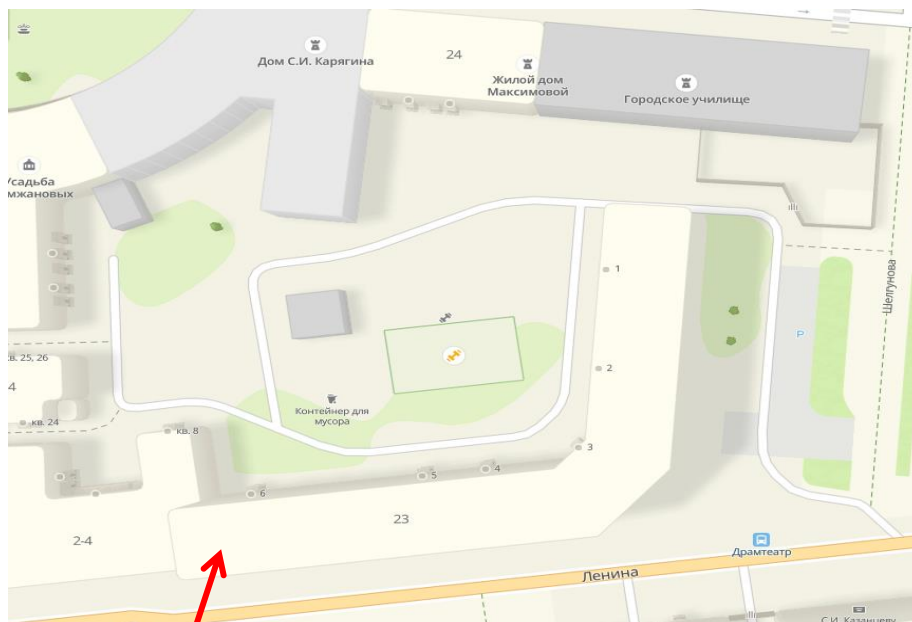 Дом С.И. Карягина
24
Жилой дом
Максимовой
Городское училище
Усадьба
мжановых
1
Шелгунова
P
кв. 25, 26
2
4
Контейнер для
мусора
кв. 24
кв. 8
3
4
5
6
23
2-4
Драмтеатр
Ленина
С.И. Казанцеву